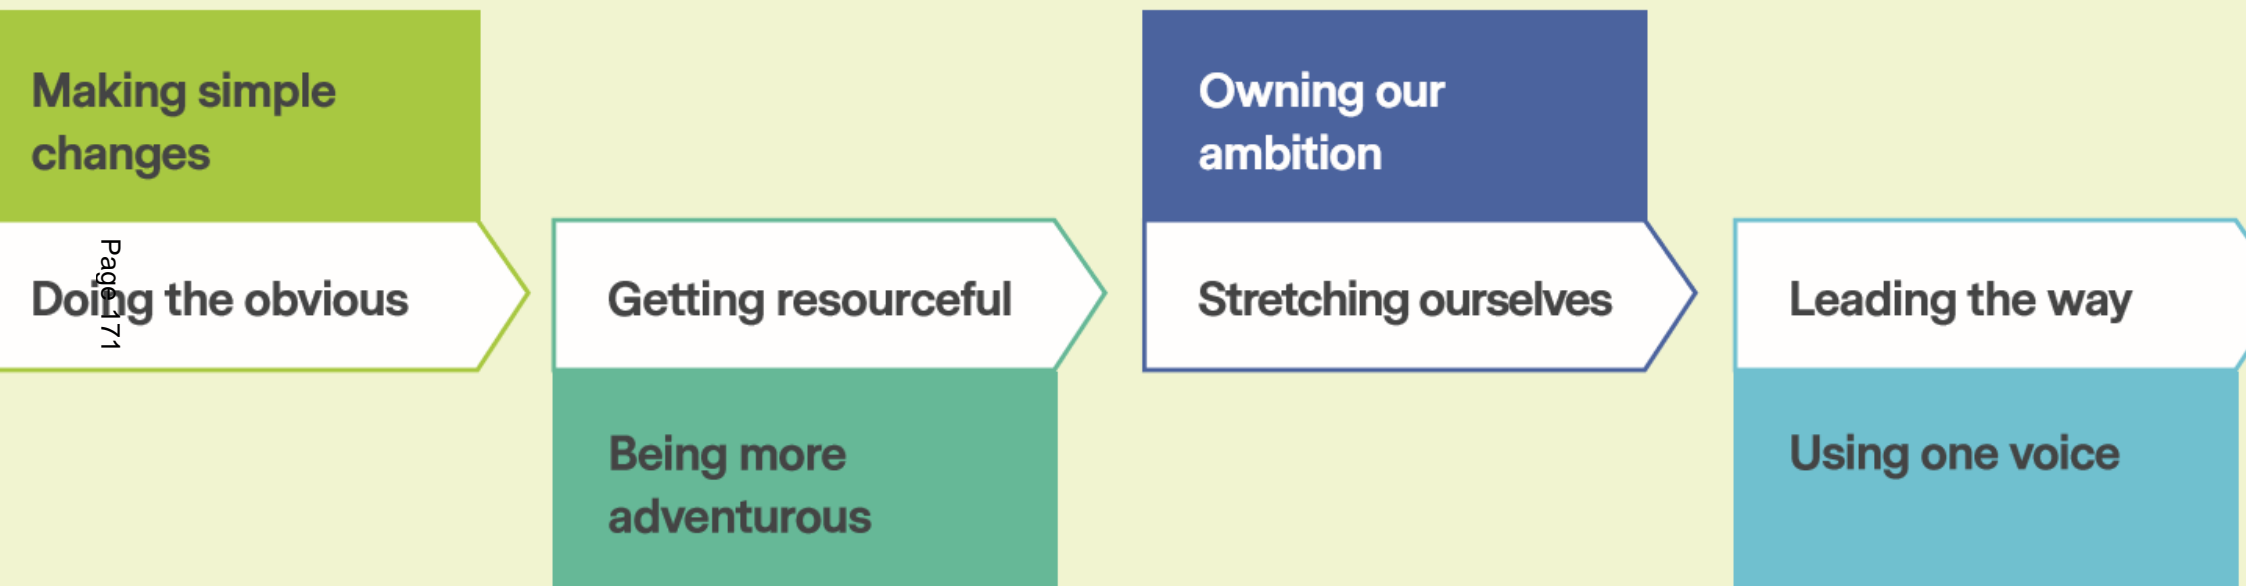 Making simple
changes
Doing the obvious
Page 171
Getting resourceful
Being more
adventurous
Owning our
ambition
Stretching ourselves
Leading the way
Using one voice